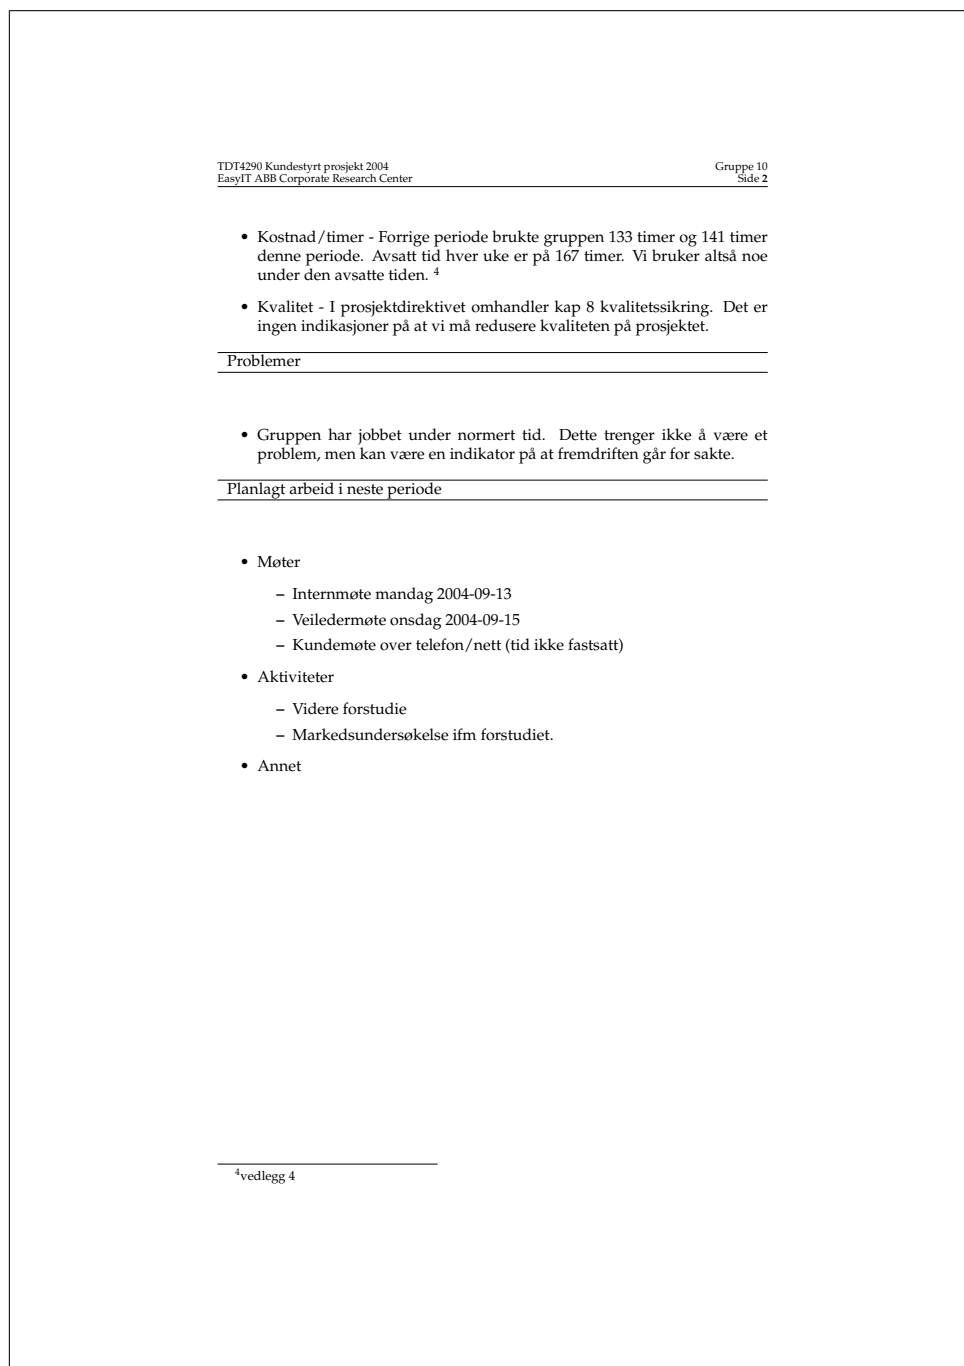 TDT4290 Kundestyrt prosjekt 2004 Gruppe 10
EasyIT ABB Corporate Research Center Side 2
• Kostnad/timer - Forrige periode brukte gruppen 133 timer og 141 timer
denne periode. Avsatt tid hver uke er på 167 timer. Vi bruker altså noe
under den avsatte tiden. 4
• Kvalitet - I prosjektdirektivet omhandler kap 8 kvalitetssikring. Det er
ingen indikasjoner på at vi må redusere kvaliteten på prosjektet.
Problemer
• Gruppen har jobbet under normert tid. Dette trenger ikke å være et
problem, men kan være en indikator på at fremdriften går for sakte.
Planlagt arbeid i neste periode
• Møter
– Internmøte mandag 2004-09-13
– Veiledermøte onsdag 2004-09-15
– Kundemøte over telefon/nett (tid ikke fastsatt)
• Aktiviteter
– Videre forstudie
– Markedsundersøkelse ifm forstudiet.
• Annet
4vedlegg 4